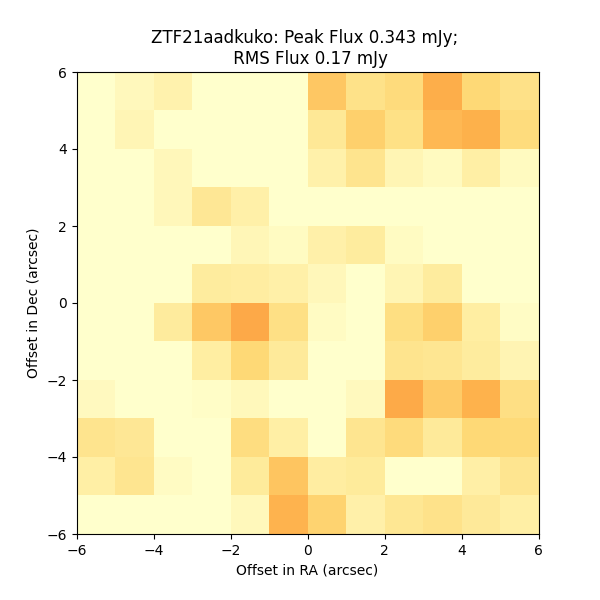 ZTF21aadkuko: Peak Flux 0.343 mJy;
RMS Flux 0.17 mJy
6
4
2
0
−2
−4
−6
Offset in Dec (arcsec)
−6 −4 −2 0 2 4 6
Offset in RA (arcsec)